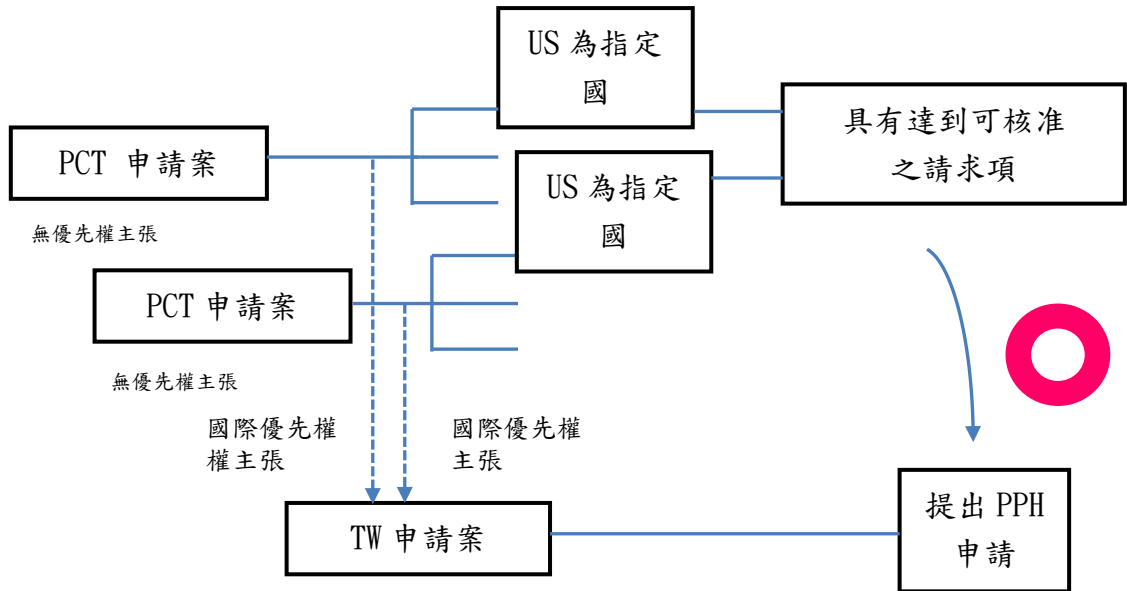 US 為指定
國
具有達到可核准
之請求項
PCT 申請案
無優先權主張
US 為指定
國
PCT 申請案
無優先權主張
國際優先權
權主張
國際優先權
主張
TW 申請案
提出 PPH
申請